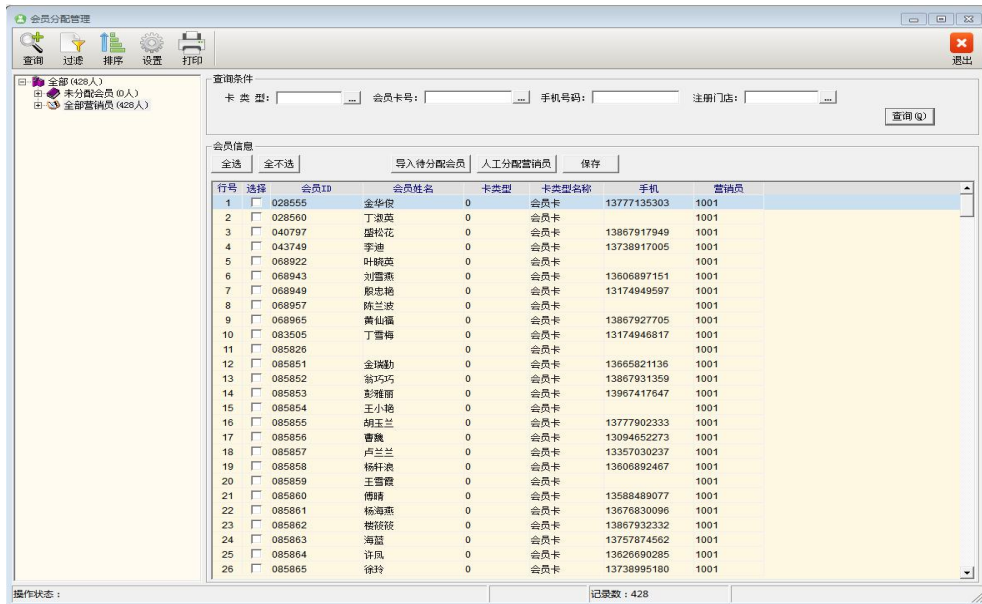 会员分配管理
查询 过滤 排序 设置 打印 退出
全部(428人)
未分配会员(0人)
全部营销员(428人)
查询条件
卡 类 型: ... 会员卡号: ... 手机号码: 注册门店: ...
查询(Q)
会员信息
全选 全不选 导入待分配会员 人工分配营销员 保存
行号 选择 会员ID 会员姓名 卡类型 卡类型名称 手机 营销员
1 028555 金华俊 0 会员卡 13777135303 1001
2 028560 丁淑英 0 会员卡 1001
3 040797 盛松花 0 会员卡 13867917949 1001
4 043749 李迪 0 会员卡 13738917005 1001
5 068922 叶晓英 0 会员卡 1001
6 068943 刘雪燕 0 会员卡 13606897151 1001
7 068949 殷忠艳 0 会员卡 13174949597 1001
8 068957 陈兰波 0 会员卡 1001
9 068965 黄仙福 0 会员卡 13867927705 1001
10 083505 丁雪梅 0 会员卡 13174946817 1001
11 085826 0 会员卡 1001
12 085851 金瑞勤 0 会员卡 13665821136 1001
13 085852 翁巧巧 0 会员卡 13867931359 1001
14 085853 彭雅丽 0 会员卡 13967417647 1001
15 085854 王小艳 0 会员卡 1001
16 085855 胡玉兰 0 会员卡 13777902333 1001
17 085856 曹巍 0 会员卡 13094652273 1001
18 085857 卢兰兰 0 会员卡 13357030237 1001
19 085858 杨轩浪 0 会员卡 13606892467 1001
20 085859 王雪霞 0 会员卡 1001
21 085860 傅晴 0 会员卡 13588489077 1001
22 085861 杨海燕 0 会员卡 13676830096 1001
23 085862 楼筱筱 0 会员卡 13867932332 1001
24 085863 海蓝 0 会员卡 13757874562 1001
25 085864 许凤 0 会员卡 13626690285 1001
26 085865 徐玲 0 会员卡 13738995180 1001
操作状态: 记录数:428